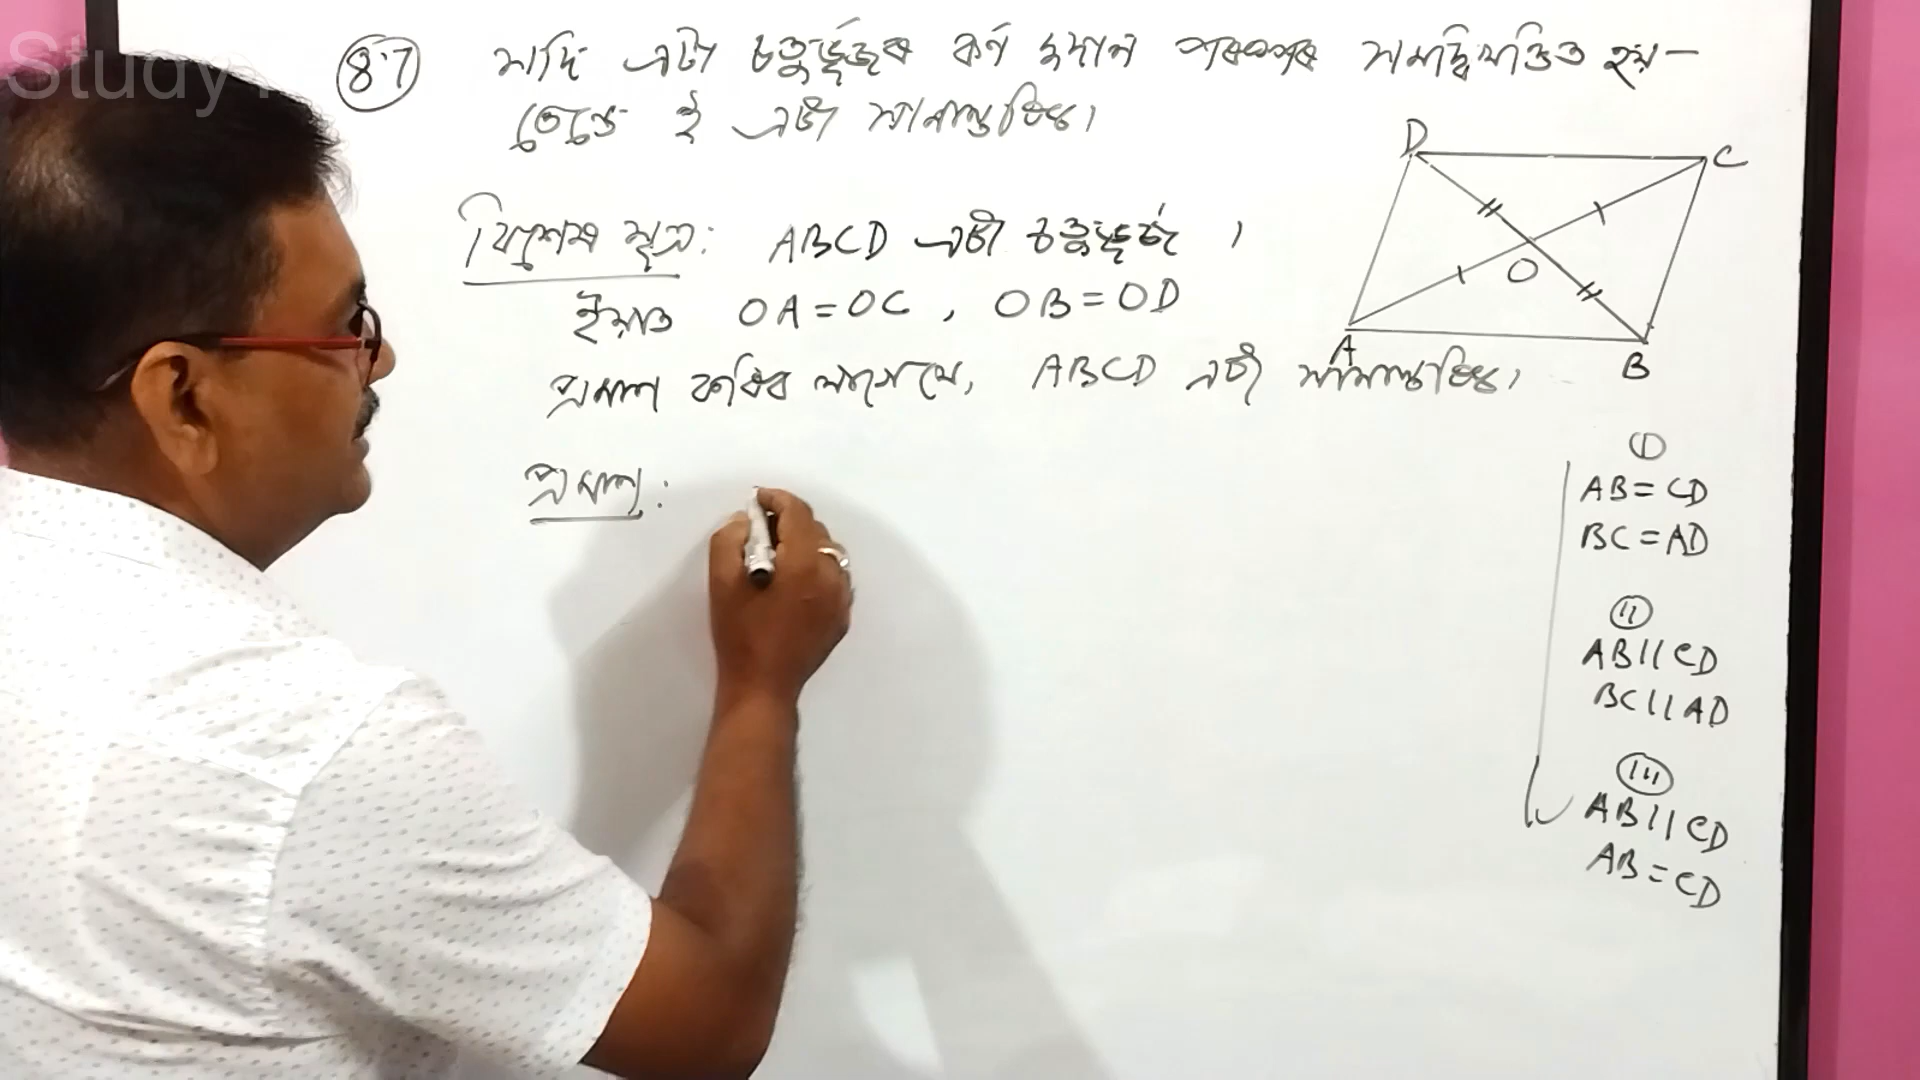 Study
8.7 যদি এটা চতুৰ্ভুজৰ কৰ্ণ দুডাল পৰস্পৰ সমদ্বিখণ্ডিত হয়-
তেন্তে ই এটা সামান্তৰিক।
বিশেষ সূত্ৰ: ABCD এটা চতুৰ্ভুজ।
ইয়াত OA = OC, OB = OD
প্ৰমাণ কৰিব লাগে যে, ABCD এটা সামান্তৰিক।
প্ৰমাণ:
D
C
O
A
B
I
AB = CD
BC = AD
II
AB || CD
BC || AD
III
AB || CD
AB = CD